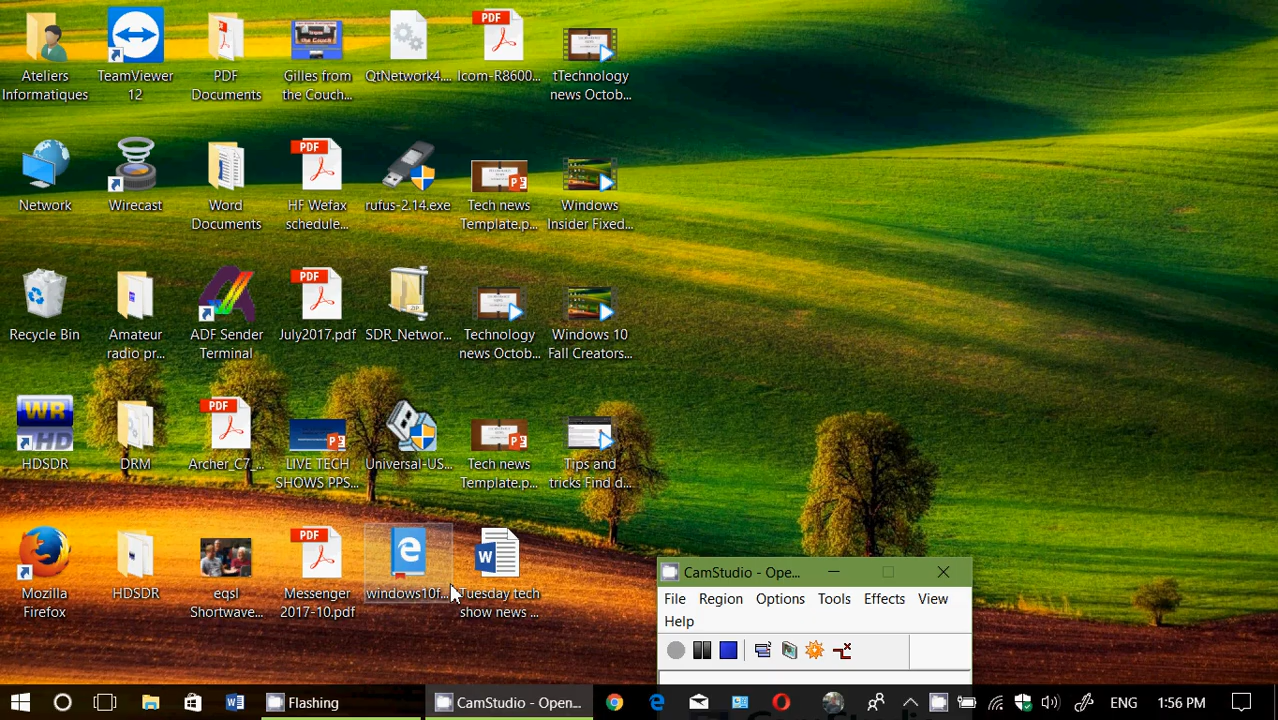 Ateliers
Informatiques
TeamViewer
12
PDF
Documents
Gilles from
the Couch...
QtNetwork4....
Icom-R8600...
tTechnology
news Octob...
Network
Wirecast
Word
Documents
PDF
HF Wefax
schedule...
rufus-2.14.exe
Tech news
Template.p...
Windows
Insider Fixed...
Recycle Bin
Amateur
radio pr...
ADF Sender
Terminal
PDF
July2017.pdf
ZIP
SDR_Networ...
Technology
news Octob...
Windows 10
Fall Creators...
WR
HD
HDSDR
DRM
PDF
Archer_C7_...
LIVE TECH
SHOWS PPS...
Universal-US...
Tech news
Template.p...
Tips and
tricks Find d...
Mozilla
Firefox
HDSDR
eqsl
Shortwave...
PDF
Messenger
2017-10.pdf
windows10f...
Tuesday tech
show news ...
CamStudio - Ope...
File Region Options Tools Effects View
Help
Flashing
CamStudio - Open...
ENG
1:56 PM